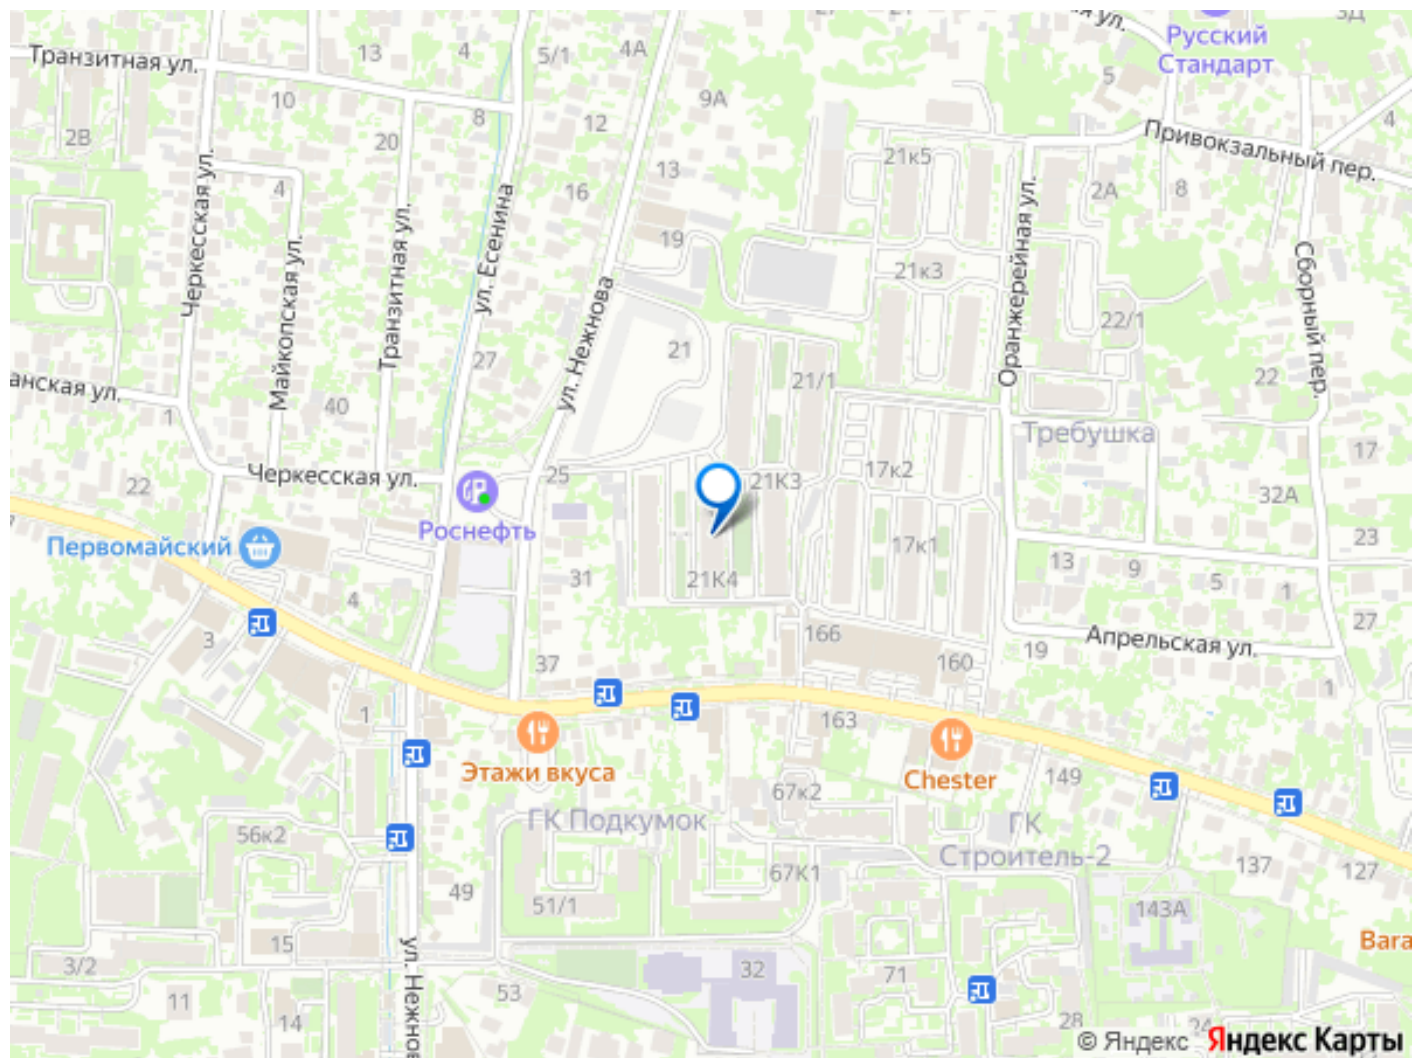 Транзитная ул.
13
4
5/1
4А
9А
Русский
Стандарт
5
3Д
4
10
8
12
2В
20
13
16
19
21к5
Привокзальный пер.
2А
8
Черкесская ул.
4
Майкопская ул.
Транзитная ул.
ул. Есенина
ул. Нежнова
21к3
Оранжерейная ул.
Сборный пер.
22/1
27
21
21/1
22
анская ул.
1
40
Требушка
17
Черкесская ул.
25
21К3
17к2
22
32А
Роснефть
Первомайский
17к1
23
31
21К4
13
9
5
1
4
3
166
27
37
160
19
Апрельская ул.
1
1
163
Этажи вкуса
Chester
149
67к2
56к2
ГК Подкумок
ГК
Строитель-2
137
127
49
67К1
51/1
143А
Bara
15
3/2
ул. Нежнов
32
71
11
53
14
28
24
© Яндекс Яндекс Карты